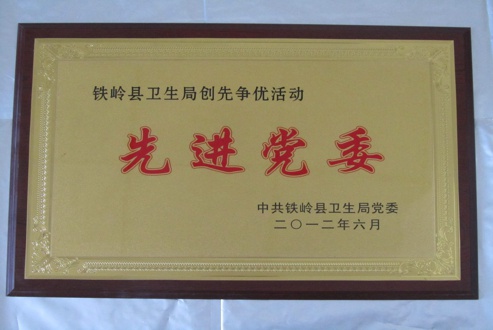 铁岭县卫生局创先争优活动
先进党委
中共铁岭县卫生局党委
二〇一二年六月